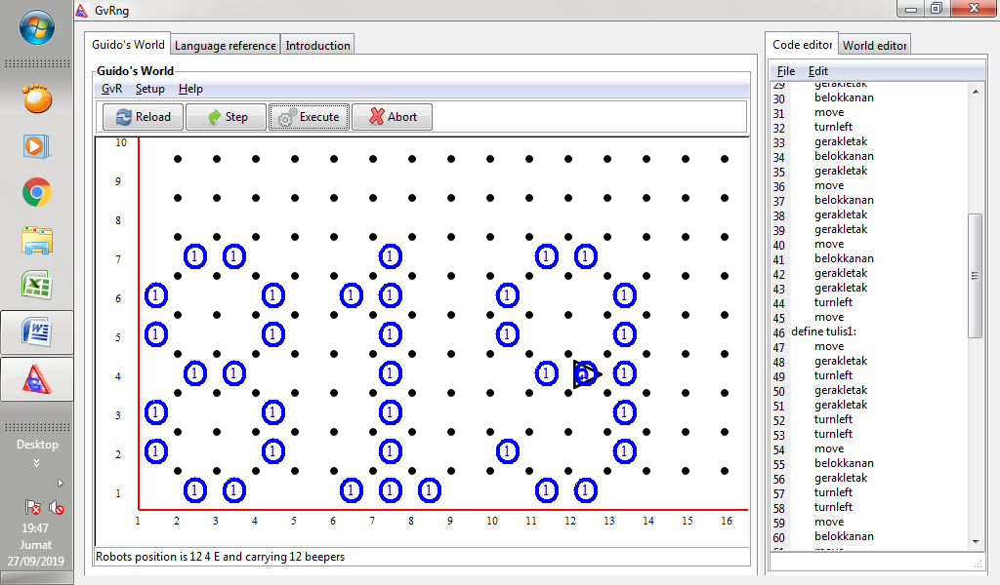 GvRng
Guido's World Language reference Introduction
Guido's World
GvR Setup Help
Reload Step Execute Abort
10
9
8
7
1 1 1 1 1
6
1 1 1 1 1 1
5
1 1 1 1 1
4
1 1 1 1 1
3
1 1 1 1
2
1 1 1 1 1
1
1 1 1 1 1 1 1
1 2 3 4 5 6 7 8 9 10 11 12 13 14 15 16
Robots position is 12 4 E and carrying 12 beepers
Code editor World editor
File Edit
29 gerakletak
30 belokkanan
31 move
32 turnleft
33 gerakletak
34 belokkanan
35 gerakletak
36 move
37 belokkanan
38 gerakletak
39 gerakletak
40 move
41 belokkanan
42 gerakletak
43 gerakletak
44 turnleft
45 move
46 define tulis1:
47 move
48 gerakletak
49 turnleft
50 gerakletak
51 gerakletak
52 turnleft
53 turnleft
54 move
55 belokkanan
56 gerakletak
57 turnleft
58 turnleft
59 move
60 belokkanan
61 move
Desktop
19:47
Jumat
27/09/2019